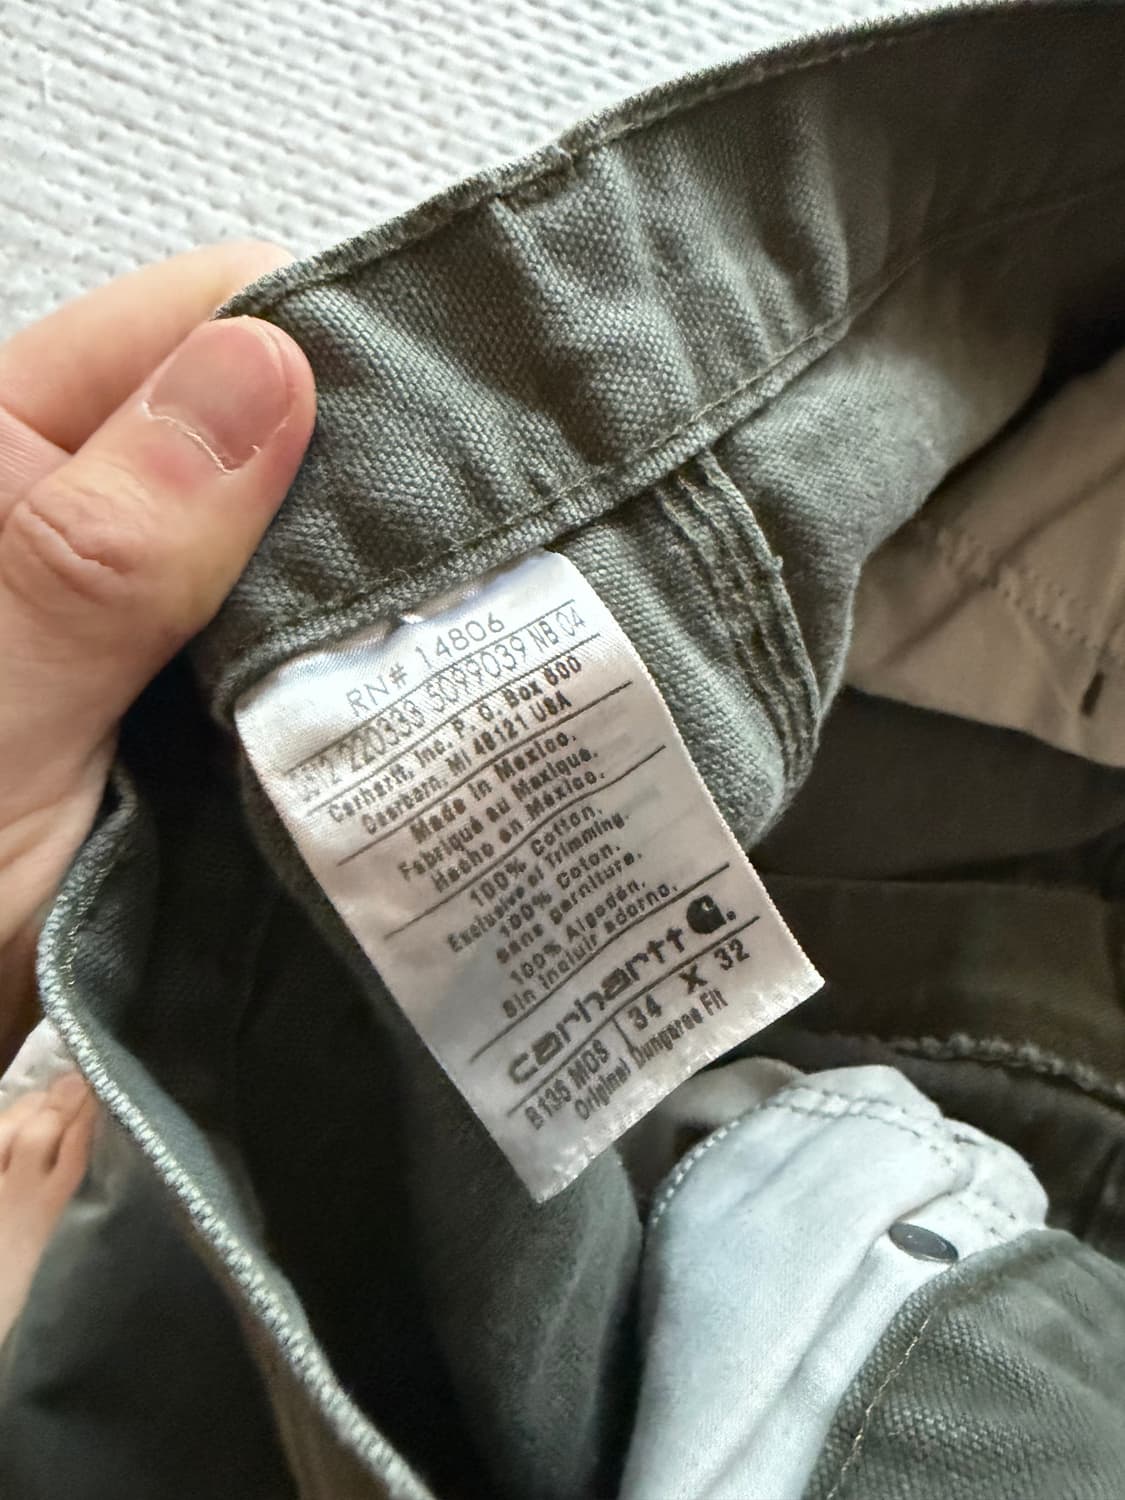 RN# 14806
220333 5099039 NB 04
Carhartt, Inc. P. O. Box 600
Dearborn, MI 48121 USA
Made in Mexico.
Fabriqué au Mexique.
Hecho en México.
100% Cotton.
Exclusive of Trimming.
100% Coton.
sans garniture.
100% Algodón.
Sin incluir adorno.
carhartt
B136 MOS 34 X 32
Original Dungaree Fit